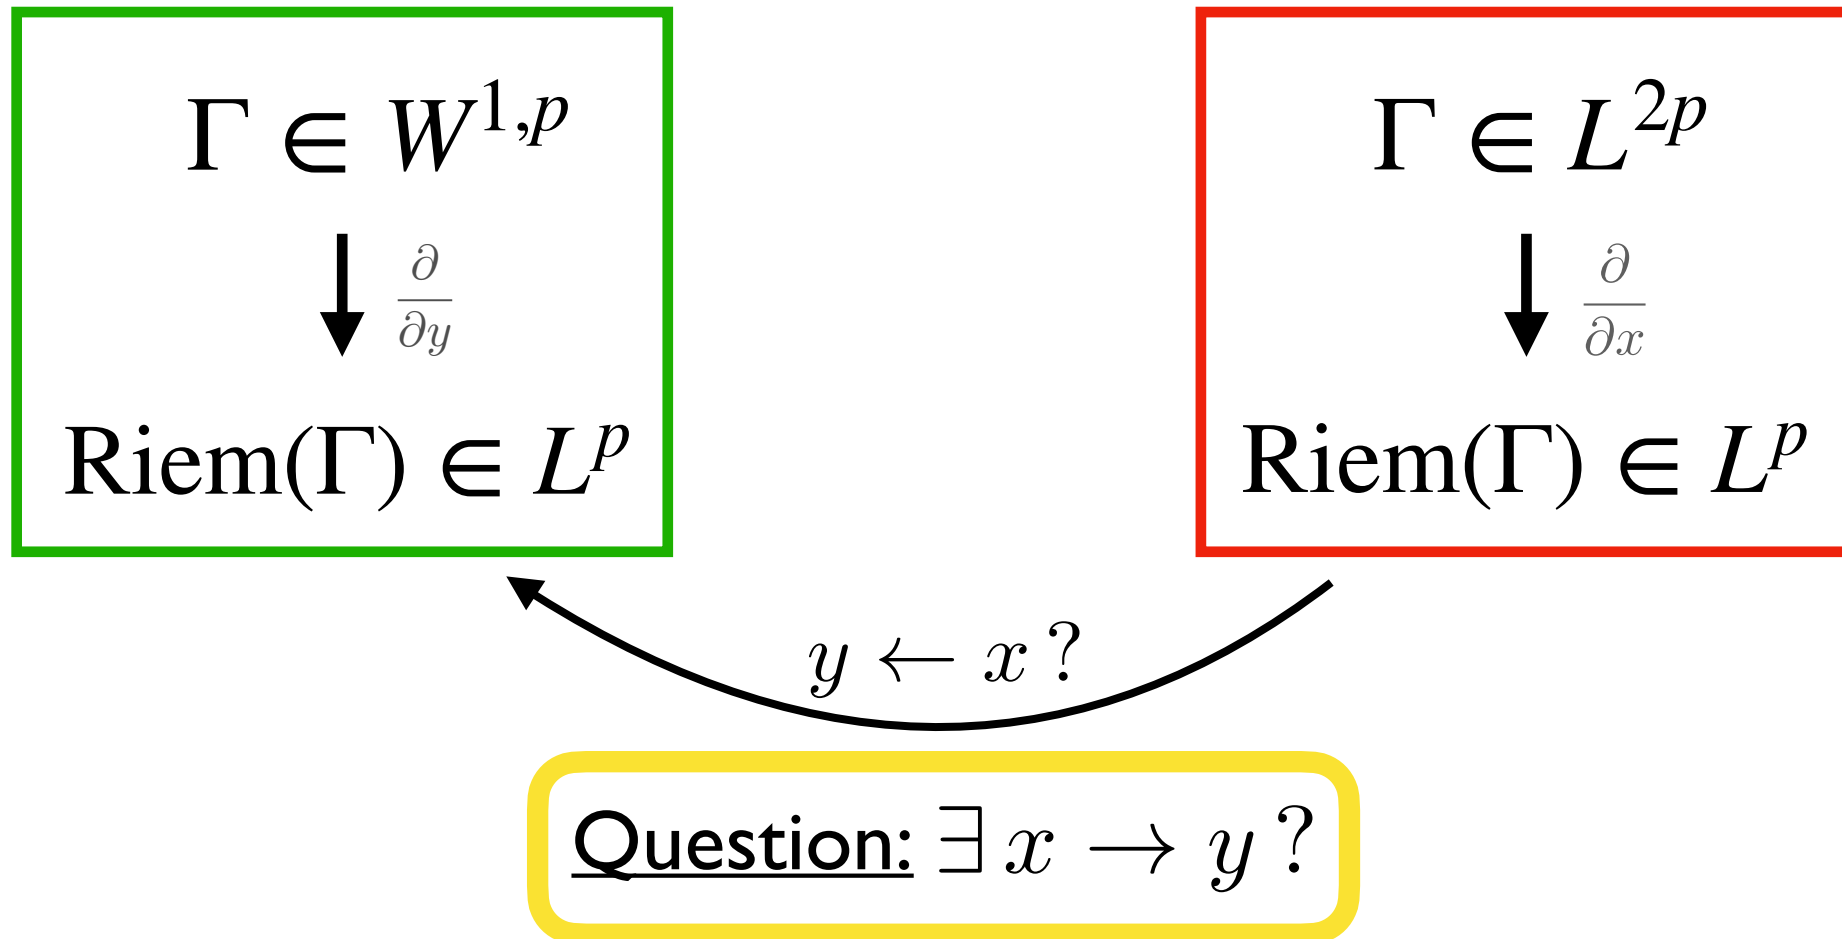 Γ ∈ W^{1,p}
∂/∂y
Riem(Γ) ∈ L^p
Γ ∈ L^{2p}
∂/∂x
Riem(Γ) ∈ L^p
y ← x ?
Question: ∃ x → y ?